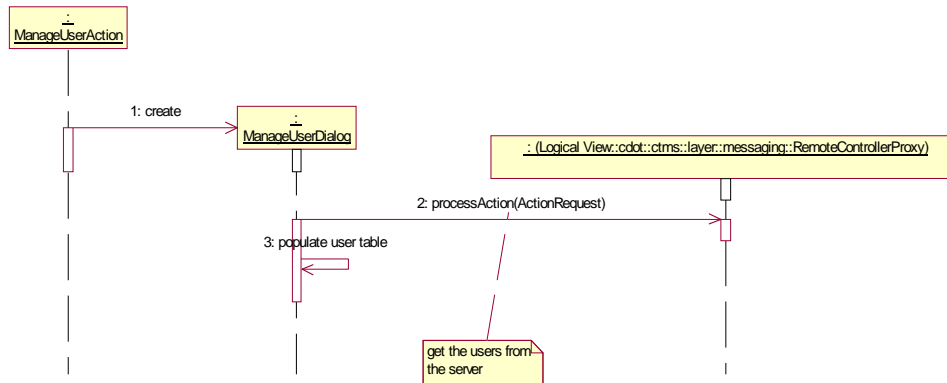 :
ManageUserAction
1: create
:
ManageUserDialog
: (Logical View::cdot::ctms::layer::messaging::RemoteControllerProxy)
2: processAction(ActionRequest)
3: populate user table
get the users from
the server